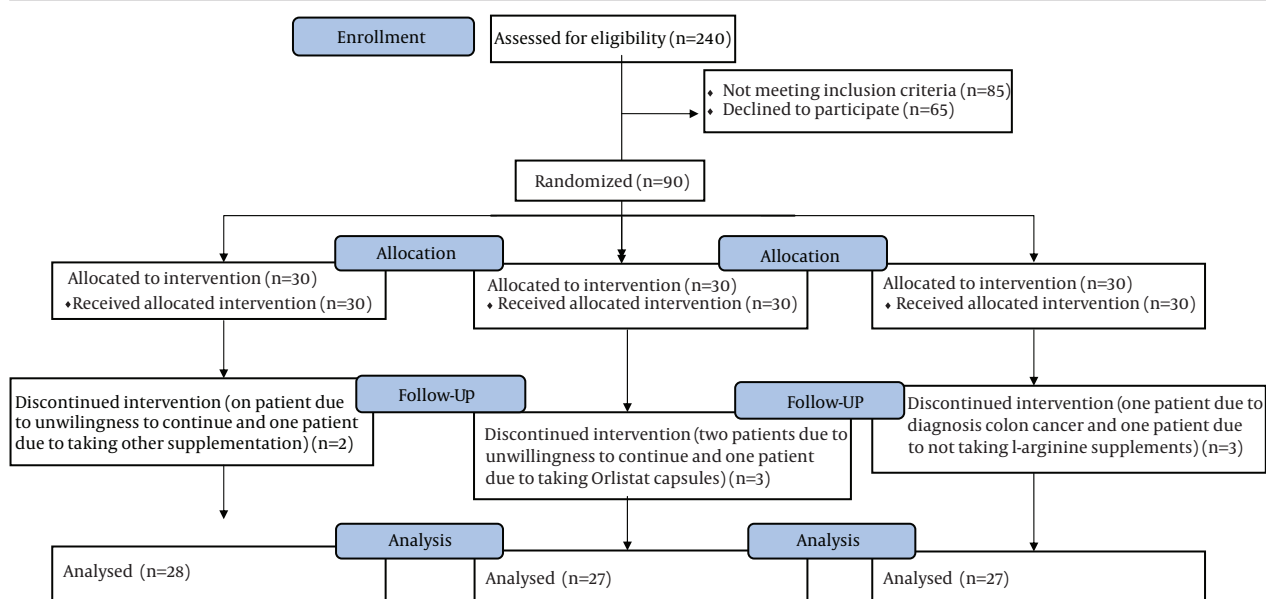 Enrollment
Assessed for eligibility (n=240)
♦ Not meeting inclusion criteria (n=85)
♦ Declined to participate (n=65)
Randomized (n=90)
Allocation
Allocation
Allocated to intervention (n=30)
♦Received allocated intervention (n=30)
Allocated to intervention (n=30)
♦ Received allocated intervention (n=30)
Allocated to intervention (n=30)
♦ Received allocated intervention (n=30)
Follow-Up
Follow-UP
Discontinued intervention (on patient due
to unwilingness to continue and one patient
due to taking other supplementation) (n=2)
Discontinued intervention (two patients due to
unwilingness to continue and one patient
due to taking Orlistat capsules) (n=3)
Discontinued intervention (one patient due to
diagnosis colon cancer and one patient due
to not taking l-arginine supplements) (n=3)
Analysis
Analysis
Analysed (n=28)
Analysed (n=27)
Analysed (n=27)